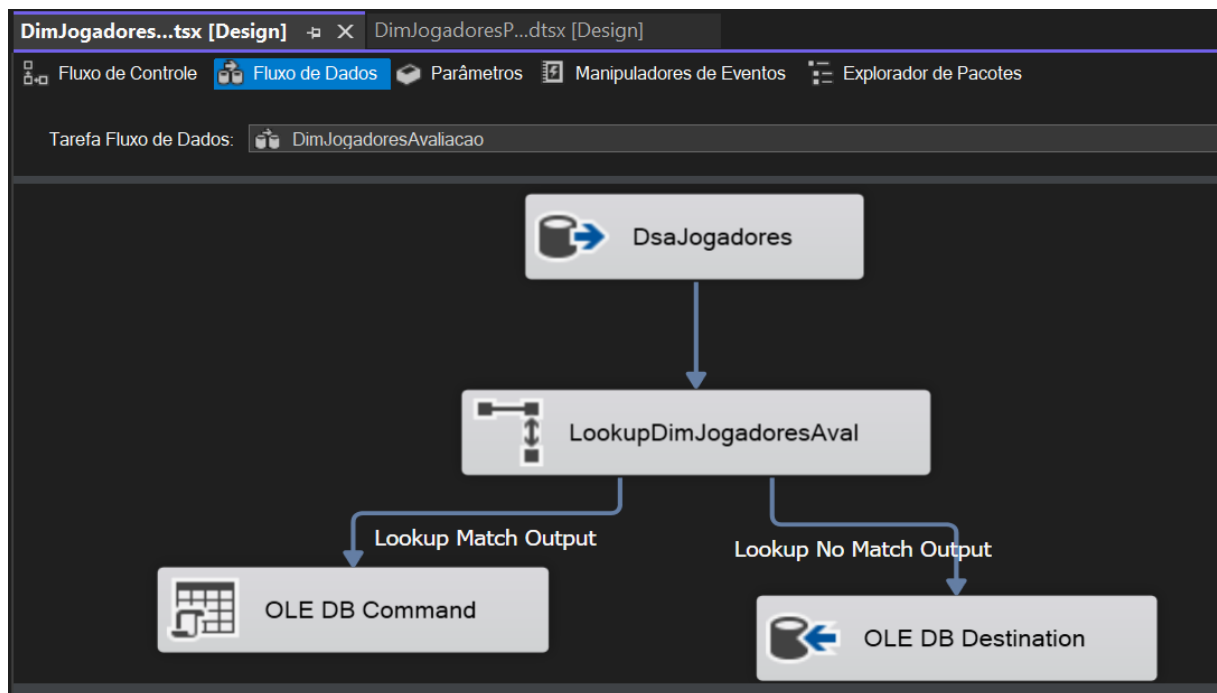 DimJogadores...tsx [Design] DimJogadoresP...dtsx [Design]
Fluxo de Controle Fluxo de Dados Parâmetros Manipuladores de Eventos Explorador de Pacotes
Tarefa Fluxo de Dados: DimJogadoresAvaliacao
DsaJogadores
LookupDimJogadoresAval
Lookup Match Output
Lookup No Match Output
OLE DB Command
OLE DB Destination